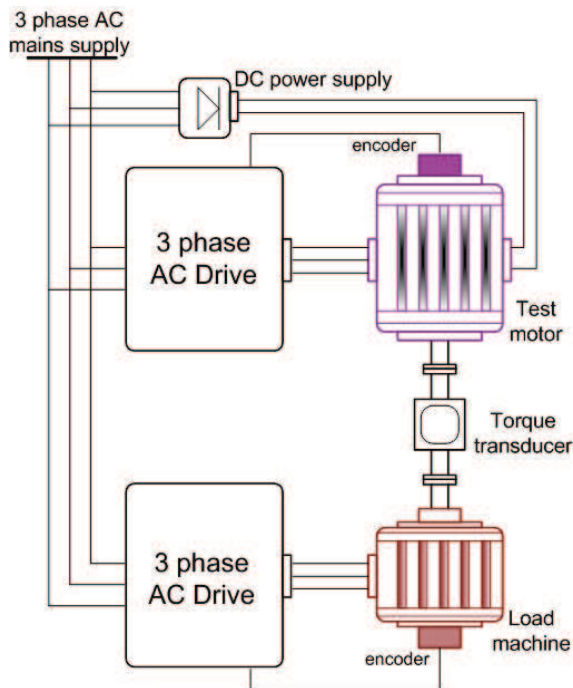 3 phase AC
mains supply
DC power supply
encoder
3 phase
AC Drive
Test
motor
Torque
transducer
3 phase
AC Drive
Load
machine
encoder